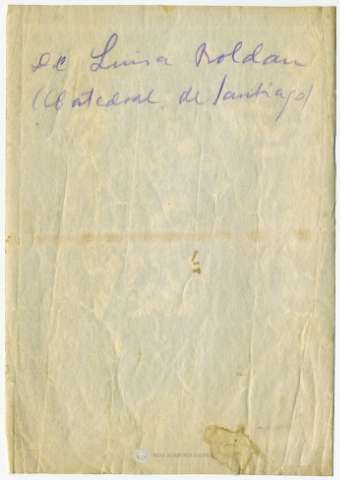 De Luisa Roldan
(Catedral de Santiago)